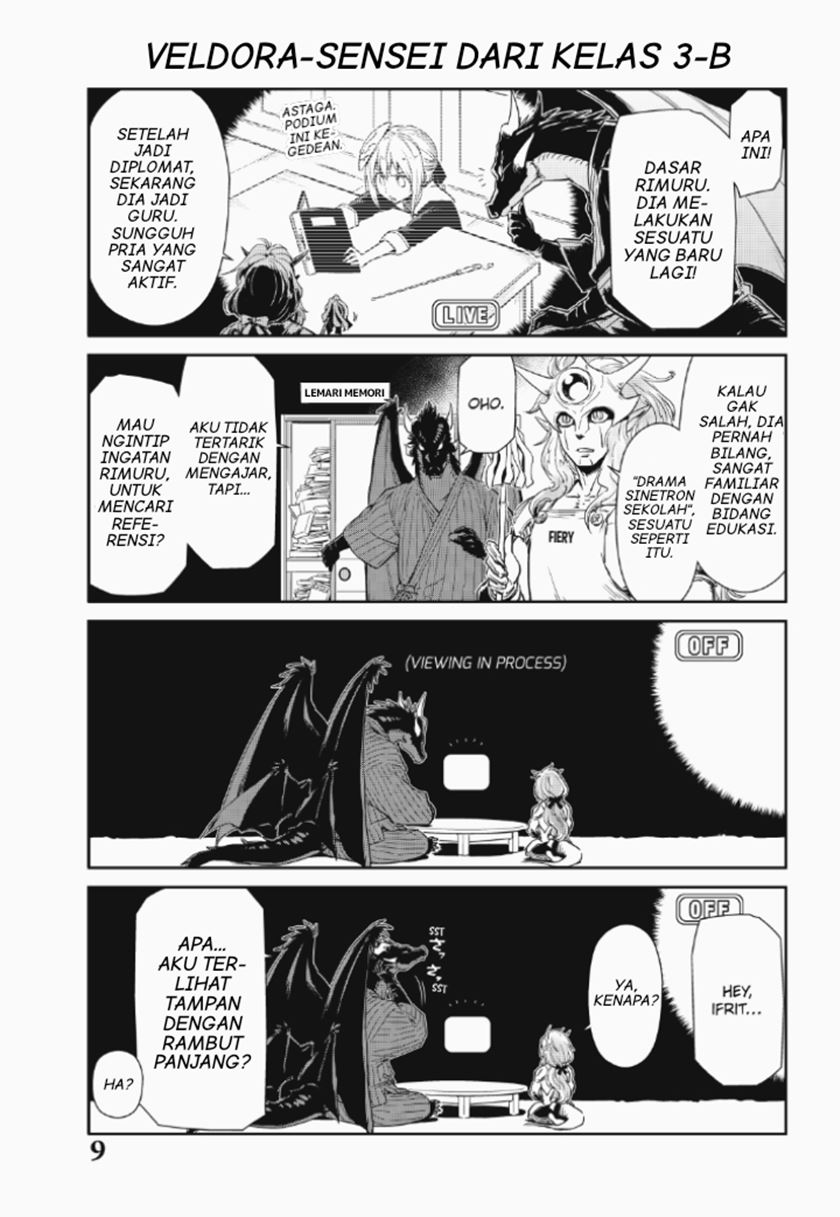 VELDORA-SENSEI DARI KELAS 3-B
APA
INI!
DASAR
RIMURU.
DIA ME-
LAKUKAN
SESUATU
YANG BARU
LAGI!
ASTAGA.
PODIUM
INI KE-
GEDEAN.
SETELAH
JADI
DIPLOMAT,
SEKARANG
DIA JADI
GURU.
SUNGGUH
PRIA YANG
SANGAT
AKTIF.
LIVE
KALAU
GAK
SALAH, DIA
PERNAH
BILANG,
SANGAT
FAMILIAR
DENGAN
BIDANG
EDUKASI.
"DRAMA
SINETRON
SEKOLAH",
SESUATU
SEPERTI
ITU.
FIERY
OHO.
LEMARI MEMORI
AKU TIDAK
TERTARIK
DENGAN
MENGAJAR,
TAPI...
MAU
NGINTIP
INGATAN
RIMURU,
UNTUK
MENCARI
REFE-
RENSI?
OFF
(VIEWING IN PROCESS)
OFF
HEY,
IFRIT...
YA,
KENAPA?
SST
さっ
さっ
SST
APA...
AKU TER-
LIHAT
TAMPAN
DENGAN
RAMBUT
PANJANG?
HA?
9